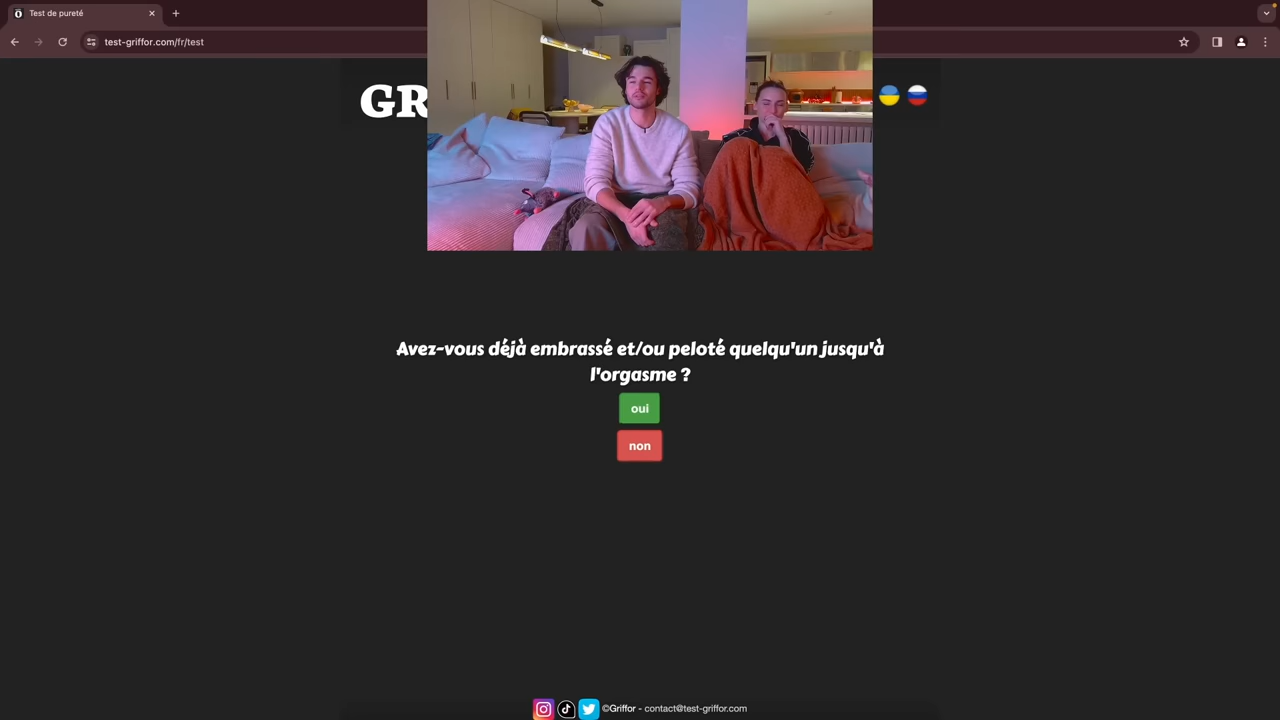 Test de pureté
test-griffor.com/fr/test
GR
Avez-vous déjà embrassé et/ou peloté quelqu'un jusqu'à
l'orgasme ?
oui
non
©Griffor - contact@test-griffor.com